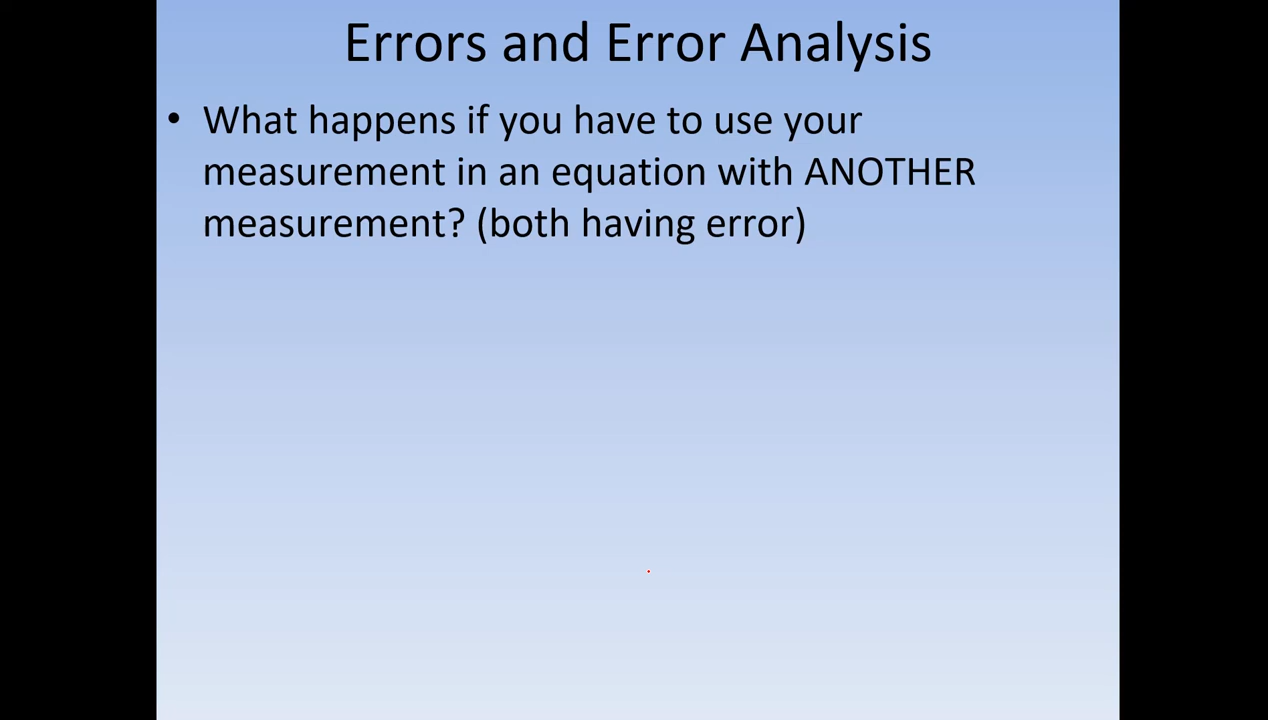 Errors and Error Analysis
• What happens if you have to use your
measurement in an equation with ANOTHER
measurement? (both having error)